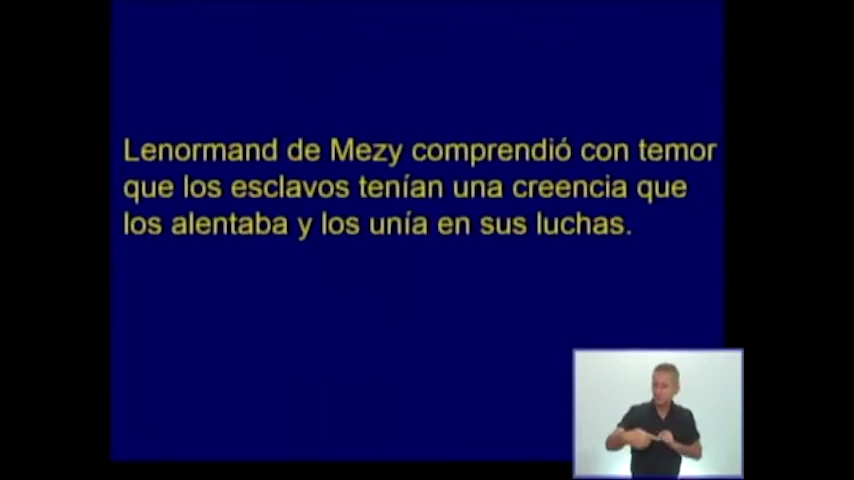 Lenormand de Mezy comprendió con temor
que los esclavos tenían una creencia que
los alentaba y los unía en sus luchas.